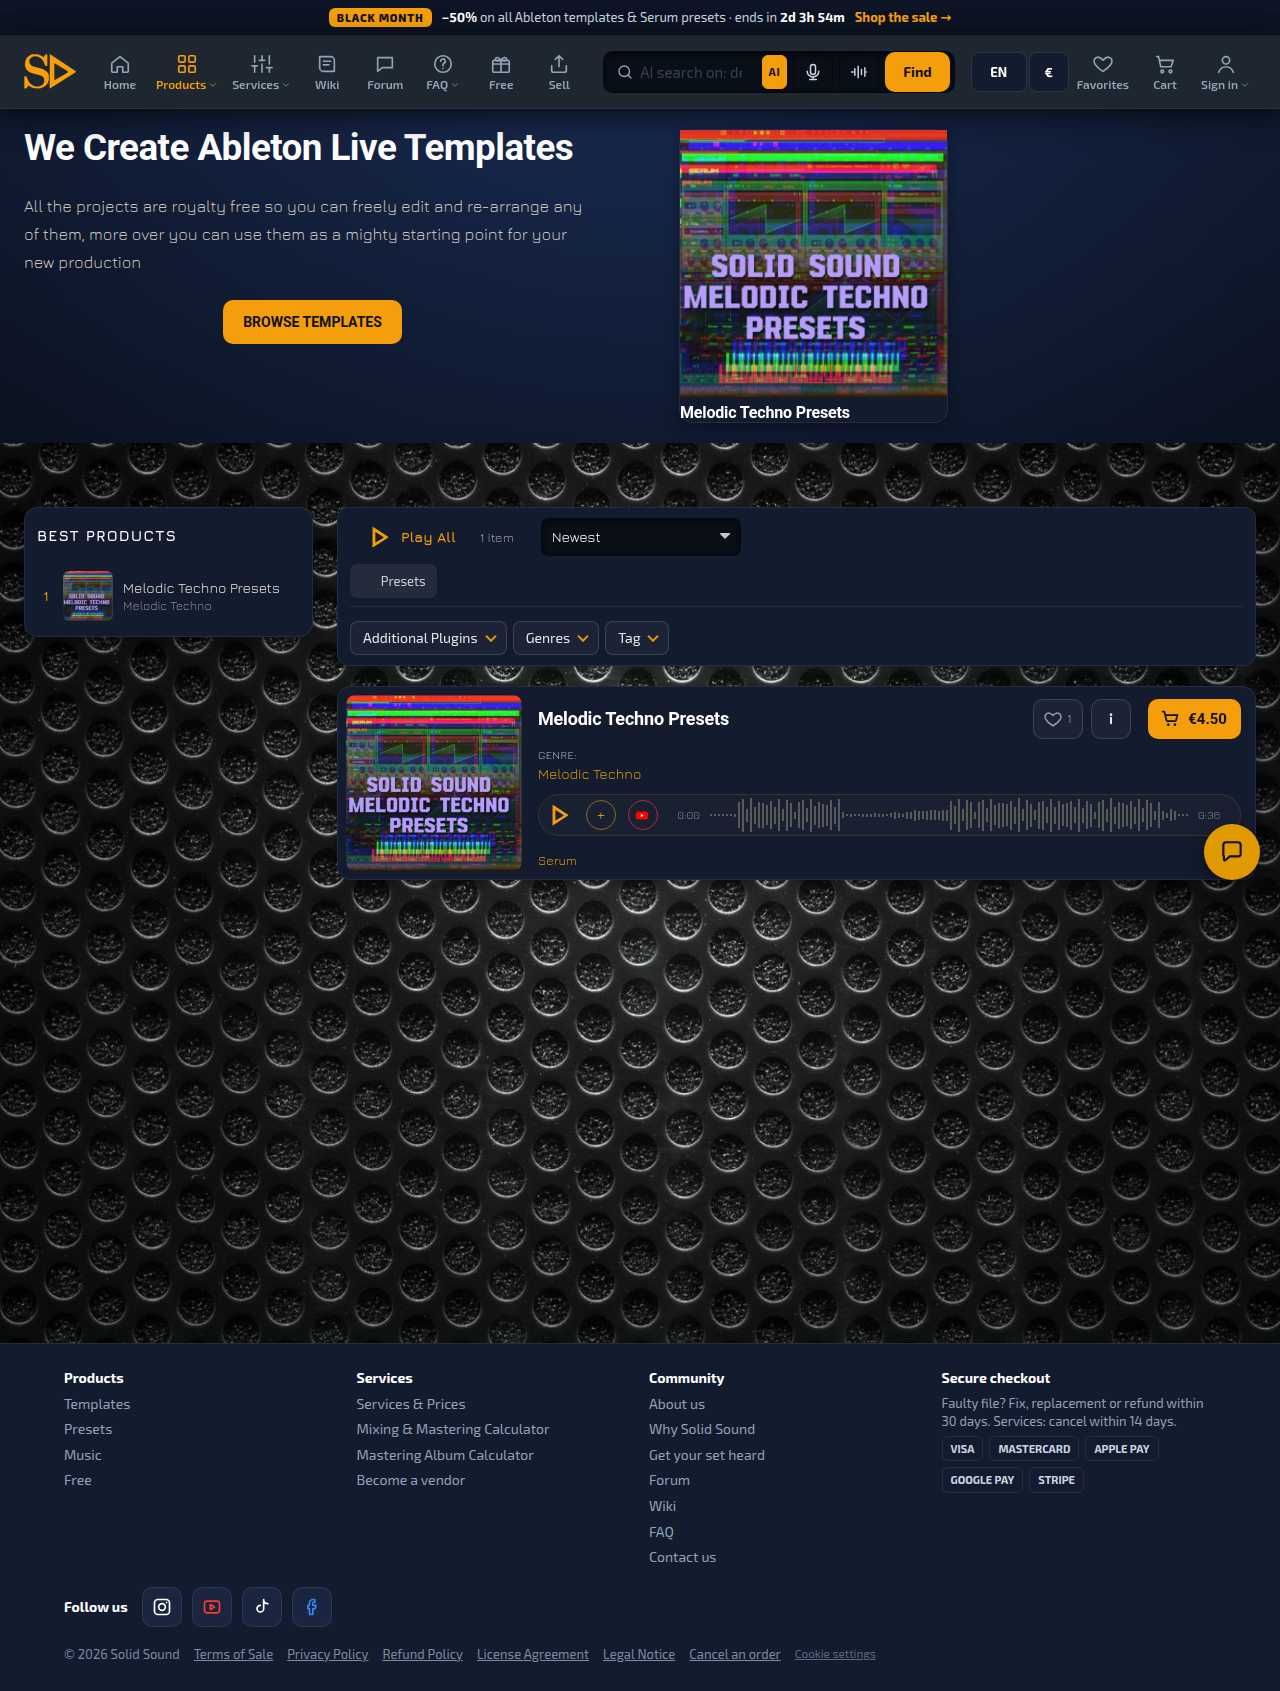 BLACK MONTH −50% on all Ableton templates & Serum presets · ends in 2d 3h 54m Shop the sale →
SD
Home
Products
Services
Wiki
Forum
FAQ
Free
Sell
AI search on:
AI
Find
EN
€
Favorites
Cart
Sign in
We Create Ableton Live Templates
All the projects are royalty free so you can freely edit and re-arrange any
of them, more over you can use them as a mighty starting point for your
new production
BROWSE TEMPLATES
SERUM
SOLID SOUND
MELODIC TECHNO
PRESETS
Melodic Techno Presets
BEST PRODUCTS
1
Melodic Techno Presets
Melodic Techno
Play All
1 item
Newest
Presets
Additional Plugins
Genres
Tag
SOLID SOUND
MELODIC TECHNO
PRESETS
Melodic Techno Presets
1
i
€4.50
GENRE:
Melodic Techno
+
0:00
0:36
Serum
Products
Templates
Presets
Music
Free
Services
Services & Prices
Mixing & Mastering Calculator
Mastering Album Calculator
Become a vendor
Community
About us
Why Solid Sound
Get your set heard
Forum
Wiki
FAQ
Contact us
Secure checkout
Faulty file? Fix, replacement or refund within
30 days. Services: cancel within 14 days.
VISA MASTERCARD APPLE PAY
GOOGLE PAY STRIPE
Follow us
© 2026 Solid Sound Terms of Sale Privacy Policy Refund Policy License Agreement Legal Notice Cancel an order Cookie settings